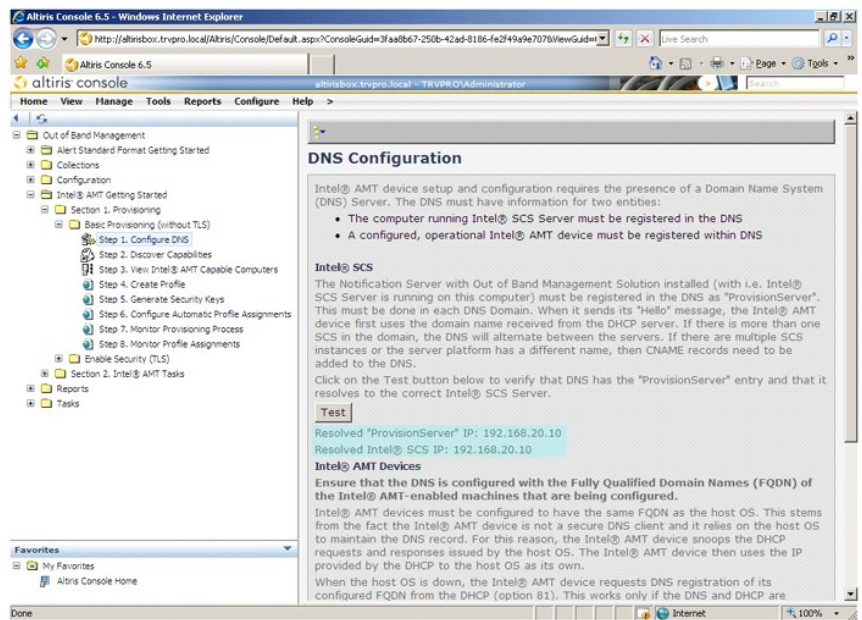 Altiris Console 6.5 - Windows Internet Explorer
http://altirisbox.trvpro.local/Altiris/Console/Default.aspx?ConsoleGuid=3faa8b67-250b-42ad-8186-fe2f49a9e707&ViewGuid=
Live Search
Altiris Console 6.5
Page
Tools
altiris console
altirisbox.trvpro.local - TRVPRO\Administrator
Search
Home View Manage Tools Reports Configure Help >
Out of Band Management
Alert Standard Format Getting Started
Collections
Configuration
Intel® AMT Getting Started
Section 1. Provisioning
Basic Provisioning (without TLS)
Step 1. Configure DNS
Step 2. Discover Capabilities
Step 3. View Intel® AMT Capable Computers
Step 4. Create Profile
Step 5. Generate Security Keys
Step 6. Configure Automatic Profile Assignments
Step 7. Monitor Provisioning Process
Step 8. Monitor Profile Assignments
Enable Security (TLS)
Section 2. Intel® AMT Tasks
Reports
Tasks
Favorites
My Favorites
Altiris Console Home
DNS Configuration
Intel® AMT device setup and configuration requires the presence of a Domain Name System
(DNS) Server. The DNS must have information for two entities:
• The computer running Intel® SCS Server must be registered in the DNS
• A configured, operational Intel® AMT device must be registered within DNS
Intel® SCS
The Notification Server with Out of Band Management Solution installed (with i.e. Intel®
SCS Server is running on this computer) must be registered in the DNS as "ProvisionServer".
This must be done in each DNS Domain. When it sends its "Hello" message, the Intel® AMT
device first uses the domain name received from the DHCP server. If there is more than one
SCS in the domain, the DNS will alternate between the servers. If there are multiple SCS
instances or the server platform has a different name, then CNAME records need to be
added to the DNS.
Click on the Test button below to verify that DNS has the "ProvisionServer" entry and that it
resolves to the correct Intel® SCS Server.
Test
Resolved "ProvisionServer" IP: 192.168.20.10
Resolved Intel® SCS IP: 192.168.20.10
Intel® AMT Devices
Ensure that the DNS is configured with the Fully Qualified Domain Names (FQDN) of
the Intel® AMT-enabled machines that are being configured.
Intel® AMT devices must be configured to have the same FQDN as the host OS. This stems
from the fact the Intel® AMT device is not a secure DNS client and it relies on the host OS
to maintain the DNS record. For this reason, the Intel® AMT device snoops the DHCP
requests and responses issued by the host OS. The Intel® AMT device then uses the IP
provided by the DHCP to the host OS as its own.
When the host OS is down, the Intel® AMT device requests DNS registration of its
configured FQDN from the DHCP (option 81). This works only if the DNS and DHCP are
Done
Internet
100%